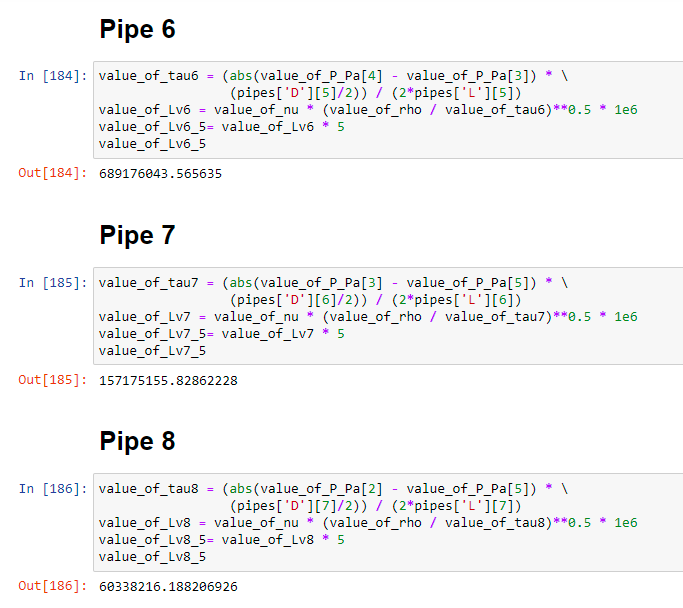 Pipe 6
In [184]: value_of_tau6 = (abs(value_of_P_Pa[4] - value_of_P_Pa[3]) * \
(pipes['D'][5]/2)) / (2*pipes['L'][5])
value_of_Lv6 = value_of_nu * (value_of_rho / value_of_tau6)**0.5 * 1e6
value_of_Lv6_5= value_of_Lv6 * 5
value_of_Lv6_5
Out[184]: 689176043.565635
Pipe 7
In [185]: value_of_tau7 = (abs(value_of_P_Pa[3] - value_of_P_Pa[5]) * \
(pipes['D'][6]/2)) / (2*pipes['L'][6])
value_of_Lv7 = value_of_nu * (value_of_rho / value_of_tau7)**0.5 * 1e6
value_of_Lv7_5= value_of_Lv7 * 5
value_of_Lv7_5
Out[185]: 157175155.82862228
Pipe 8
In [186]: value_of_tau8 = (abs(value_of_P_Pa[2] - value_of_P_Pa[5]) * \
(pipes['D'][7]/2)) / (2*pipes['L'][7])
value_of_Lv8 = value_of_nu * (value_of_rho / value_of_tau8)**0.5 * 1e6
value_of_Lv8_5= value_of_Lv8 * 5
value_of_Lv8_5
Out[186]: 60338216.188206926